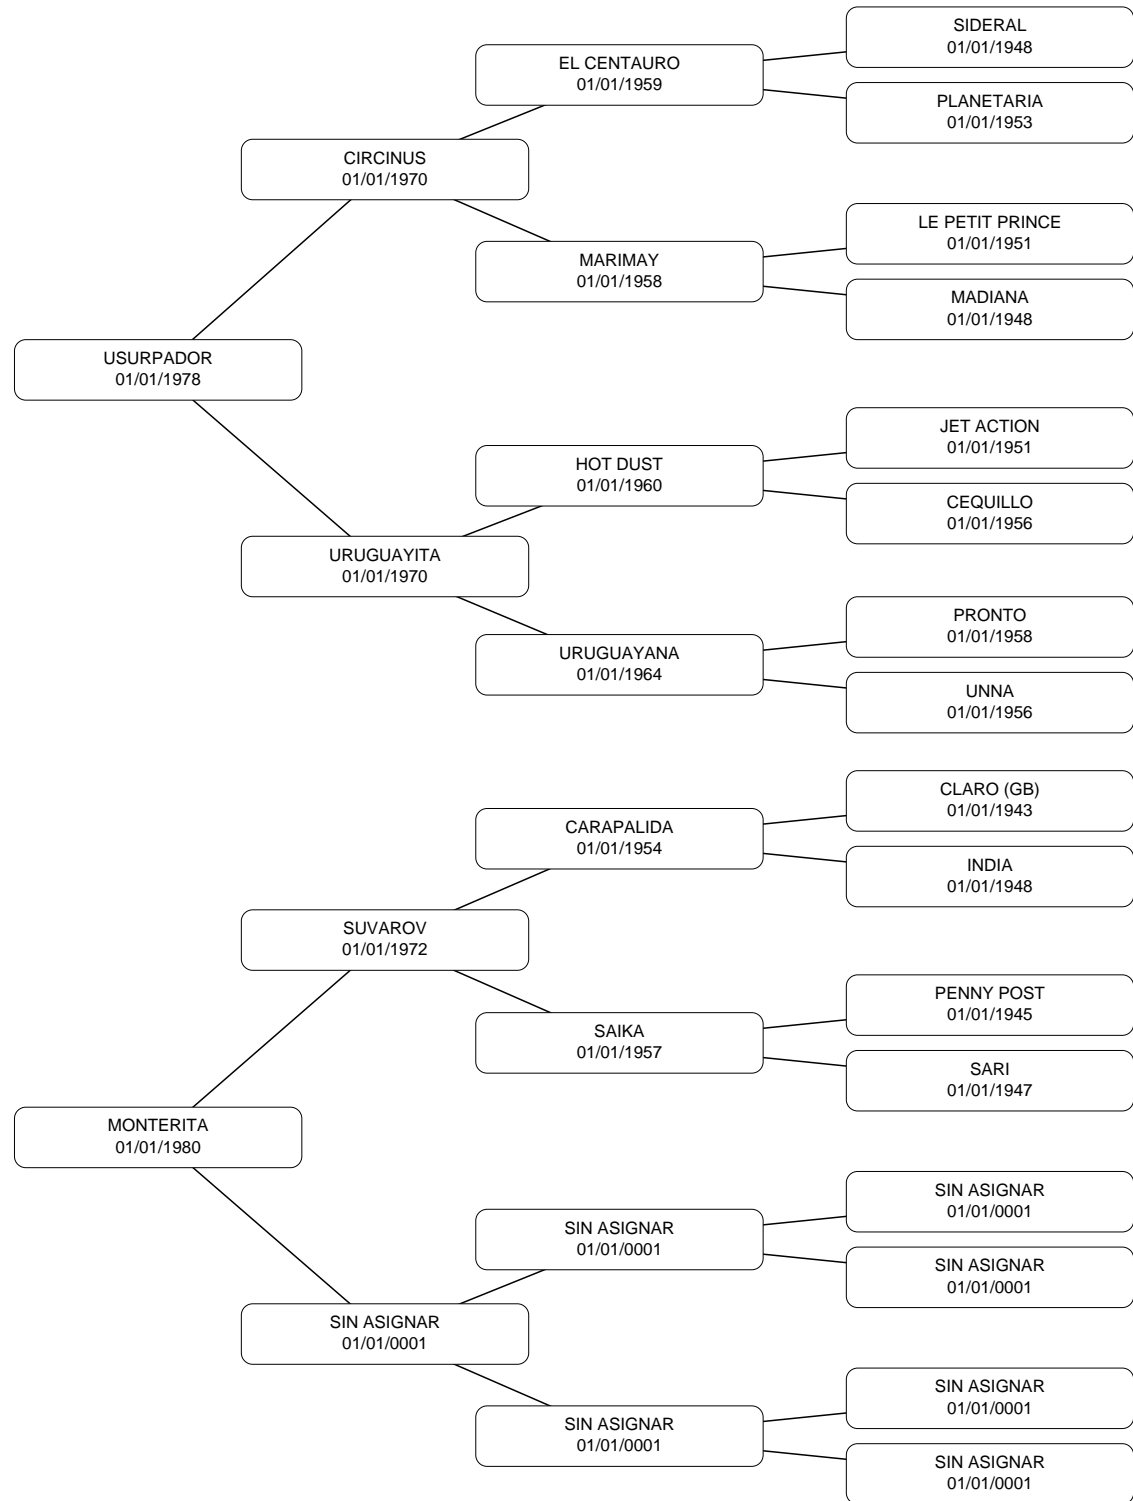 SIDERAL
01/01/1948
EL CENTAURO
01/01/1959
PLANETARIA
01/01/1953
CIRCINUS
01/01/1970
LE PETIT PRINCE
01/01/1951
MARIMAY
01/01/1958
MADIANA
01/01/1948
USURPADOR
01/01/1978
JET ACTION
01/01/1951
HOT DUST
01/01/1960
CEQUILLO
01/01/1956
URUGUAYITA
01/01/1970
PRONTO
01/01/1958
URUGUAYANA
01/01/1964
UNNA
01/01/1956
CLARO (GB)
01/01/1943
CARAPALIDA
01/01/1954
INDIA
01/01/1948
SUVAROV
01/01/1972
PENNY POST
01/01/1945
SAIKA
01/01/1957
SARI
01/01/1947
MONTERITA
01/01/1980
SIN ASIGNAR
01/01/0001
SIN ASIGNAR
01/01/0001
SIN ASIGNAR
01/01/0001
SIN ASIGNAR
01/01/0001
SIN ASIGNAR
01/01/0001
SIN ASIGNAR
01/01/0001
SIN ASIGNAR
01/01/0001